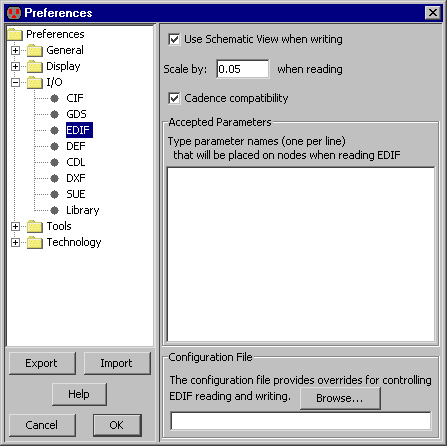 Preferences
Preferences
General
Display
I/O
CIF
GDS
EDIF
DEF
CDL
DXF
SUE
Library
Tools
Technology
Export Import
Help
Cancel OK
Use Schematic View when writing
Scale by: 0.05 when reading
Cadence compatibility
Accepted Parameters
Type parameter names (one per line)
that will be placed on nodes when reading EDIF
Configuration File
The configuration file provides overrides for controlling
EDIF reading and writing. Browse...